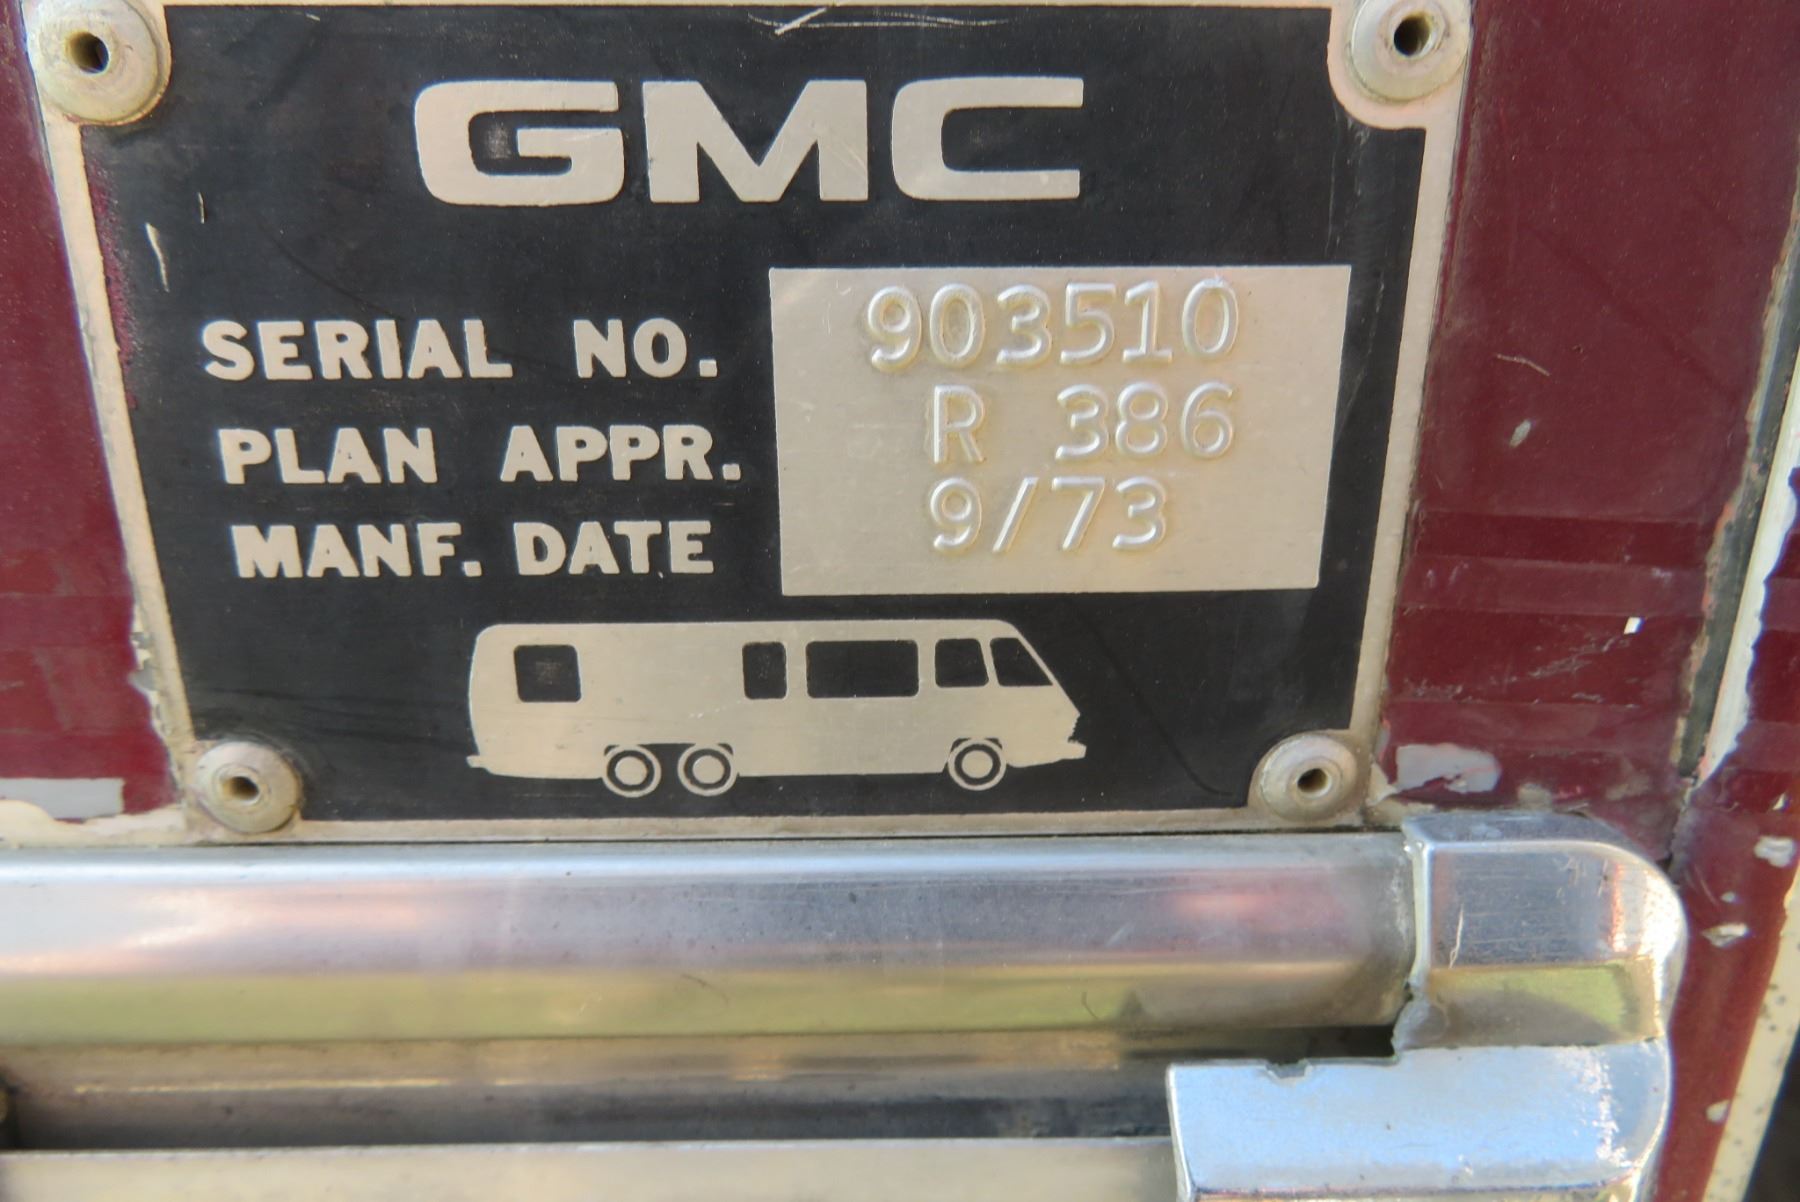 GMC
SERIAL NO. 903510
PLAN APPR. R 386
MANF. DATE 9/73